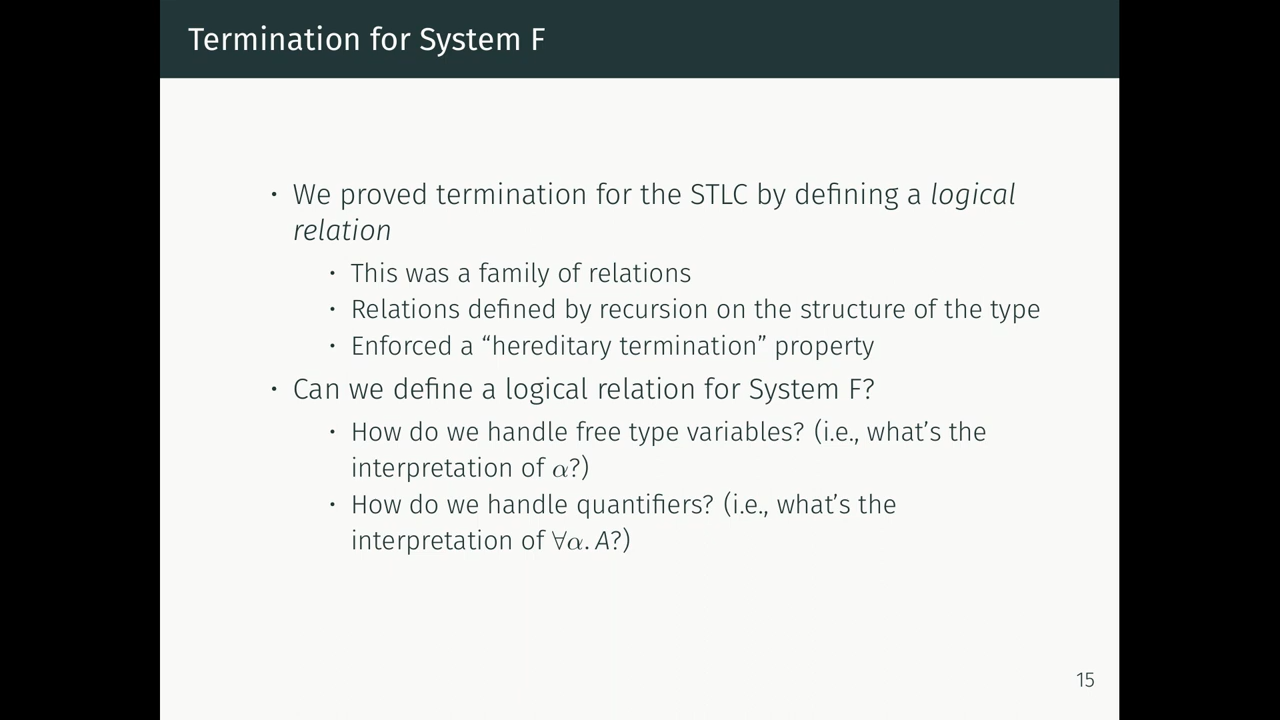 Termination for System F
• We proved termination for the STLC by defining a logical
relation
• This was a family of relations
• Relations defined by recursion on the structure of the type
• Enforced a “hereditary termination” property
• Can we define a logical relation for System F?
• How do we handle free type variables? (i.e., what’s the
interpretation of α?)
• How do we handle quantifiers? (i.e., what’s the
interpretation of ∀α. A?)
15